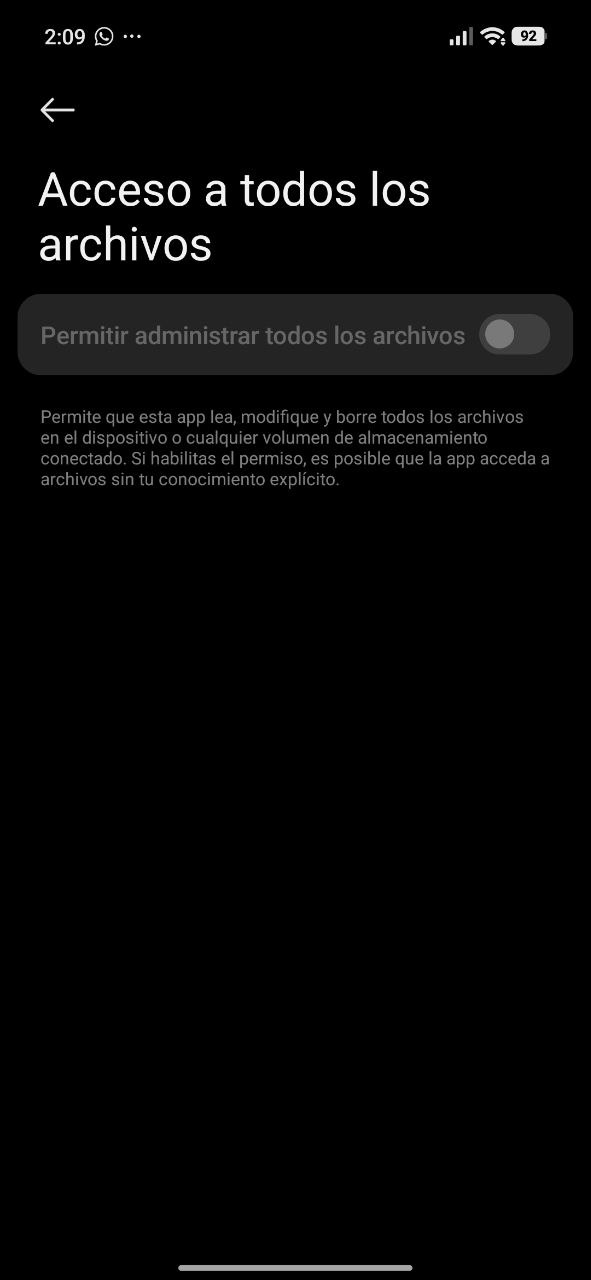 2:09 ...
92
Acceso a todos los
archivos
Permitir administrar todos los archivos
Permite que esta app lea, modifique y borre todos los archivos
en el dispositivo o cualquier volumen de almacenamiento
conectado. Si habilitas el permiso, es posible que la app acceda a
archivos sin tu conocimiento explícito.